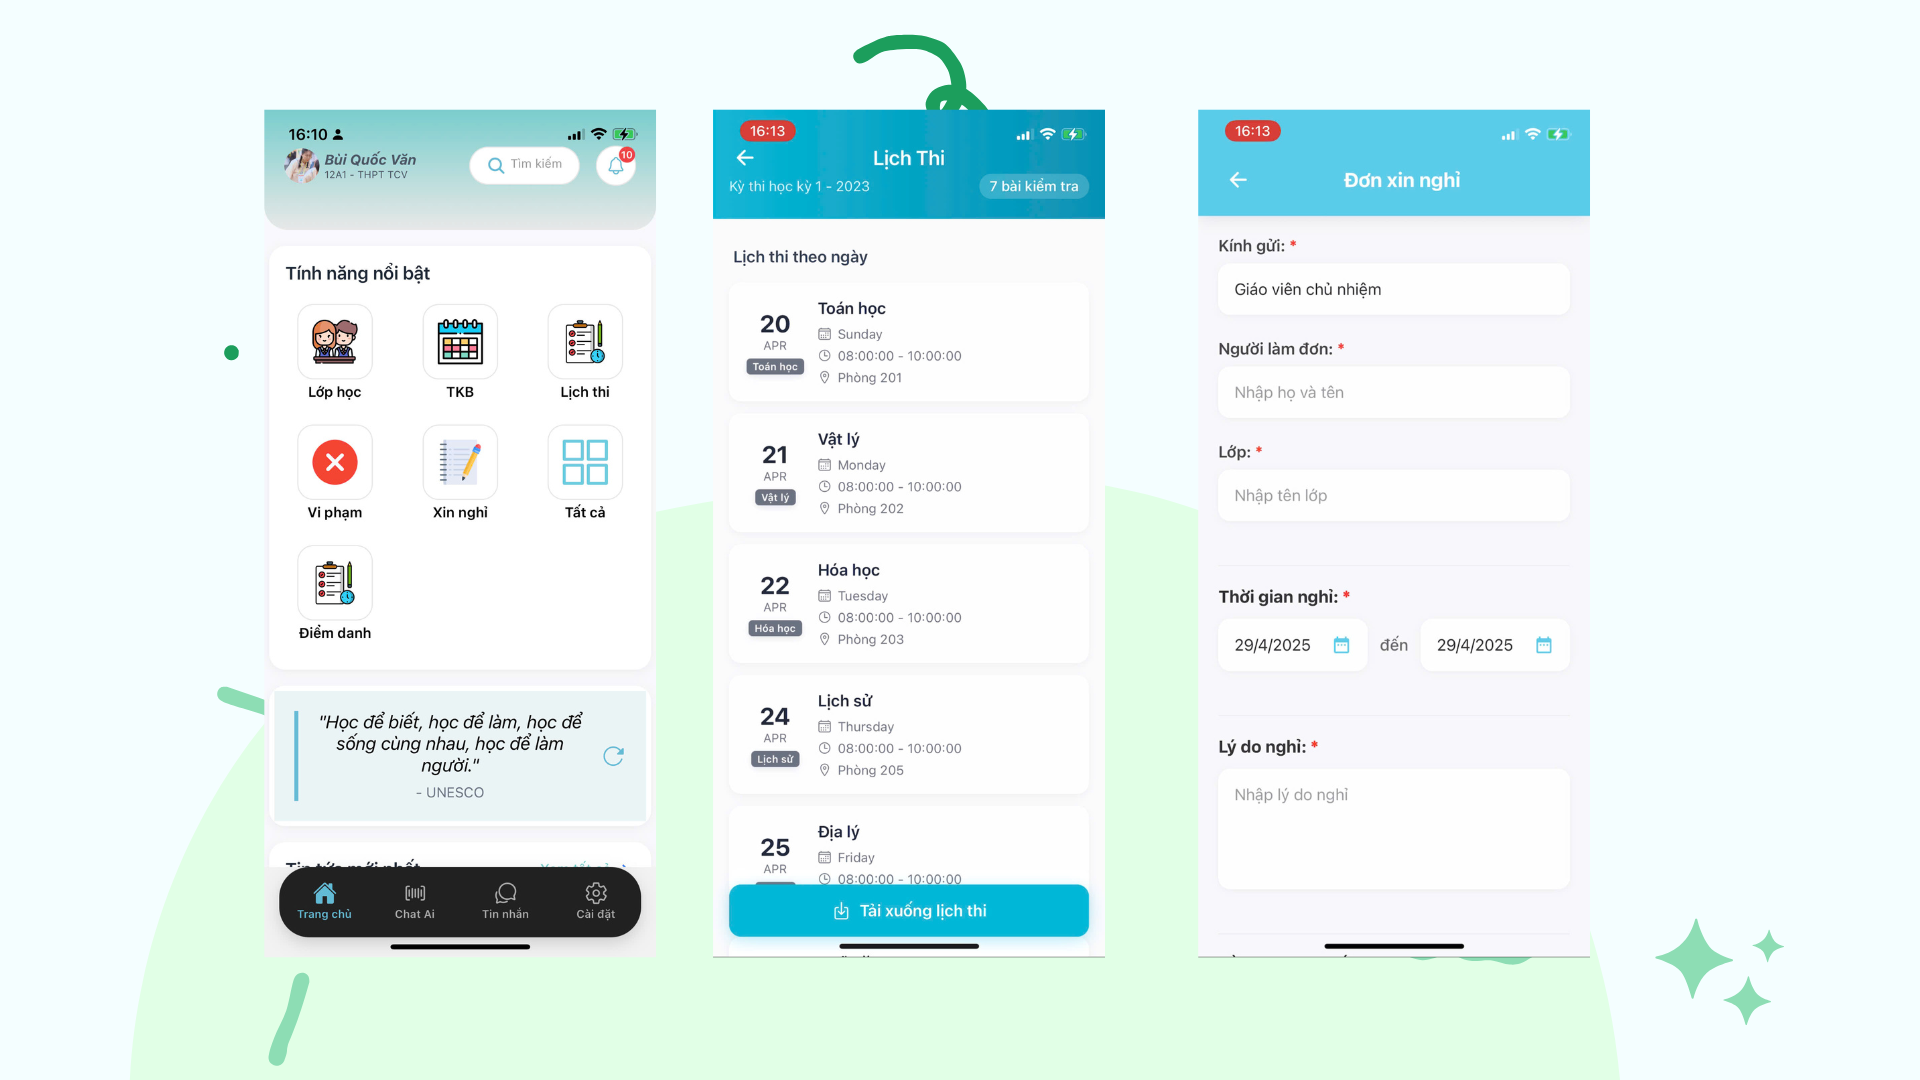 16:10
Bùi Quốc Văn
12A1 - THPT TCV
Tìm kiếm
10
Tính năng nổi bật
Lớp học
TKB
Lịch thi
Vi phạm
Xin nghỉ
Tất cả
Điểm danh
"Học để biết, học để làm, học để
sống cùng nhau, học để làm
người."
- UNESCO
Tin tức mới nhất
Xem tất cả
Trang chủ
Chat Ai
Tin nhắn
Cài đặt
16:13
Lịch Thi
Kỳ thi học kỳ 1 - 2023
7 bài kiểm tra
Lịch thi theo ngày
20
APR
Toán học
Toán học
Sunday
08:00:00 - 10:00:00
Phòng 201
21
APR
Vật lý
Vật lý
Monday
08:00:00 - 10:00:00
Phòng 202
22
APR
Hóa học
Hóa học
Tuesday
08:00:00 - 10:00:00
Phòng 203
24
APR
Lịch sử
Lịch sử
Thursday
08:00:00 - 10:00:00
Phòng 205
25
APR
Địa lý
Friday
08:00:00 - 10:00:00
Tải xuống lịch thi
16:13
Đơn xin nghỉ
Kính gửi: *
Giáo viên chủ nhiệm
Người làm đơn: *
Nhập họ và tên
Lớp: *
Nhập tên lớp
Thời gian nghỉ: *
29/4/2025
đến
29/4/2025
Lý do nghỉ: *
Nhập lý do nghỉ